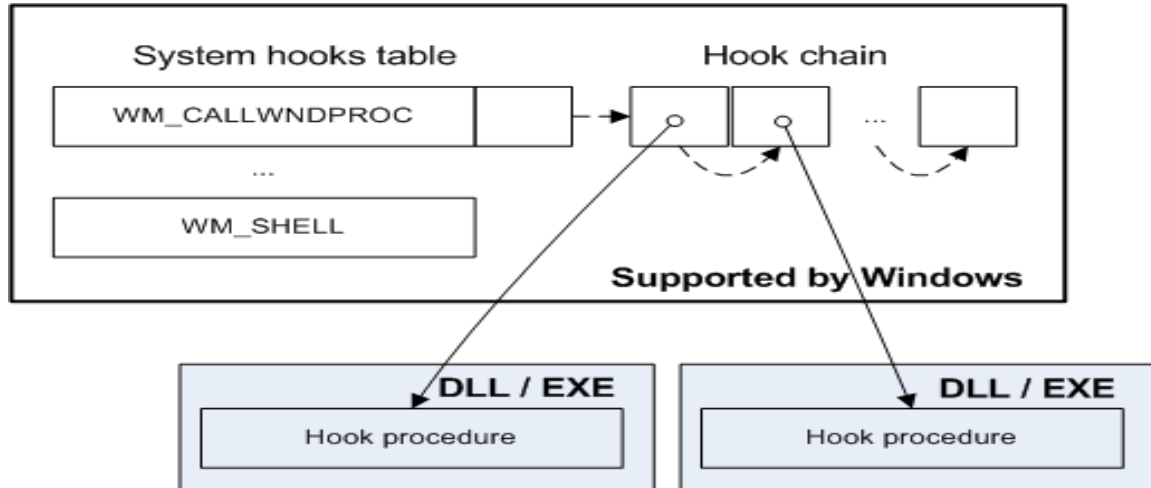 System hooks table
Hook chain
WM_CALLWNDPROC
...
...
WM_SHELL
Supported by Windows
DLL / EXE
DLL / EXE
Hook procedure
Hook procedure